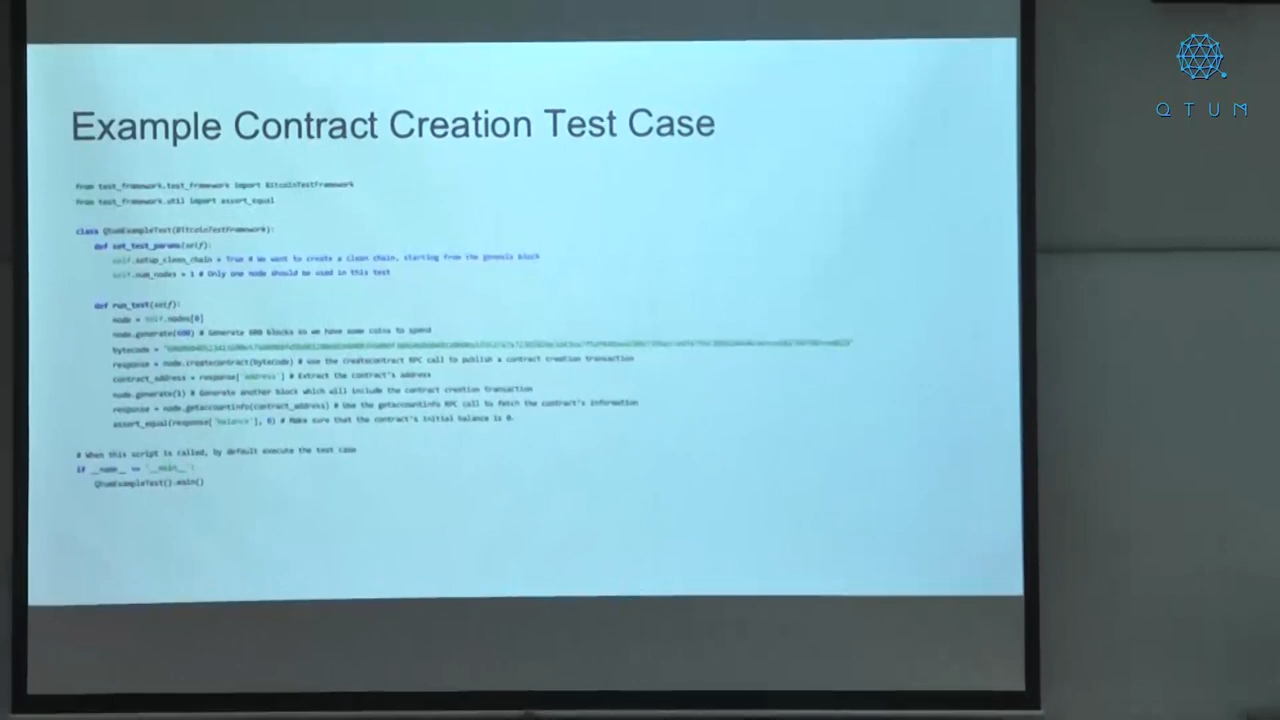 QTUM
Example Contract Creation Test Case
from test_framework.test_framework import BitcoinTestFramework
from test_framework.util import assert_equal
class QtumExampleTest(BitcoinTestFramework):
def set_test_params(self):
self.setup_clean_chain = True # We want to create a clean chain, starting from the genesis block
self.num_nodes = 1 # Only one node should be used in this test
def run_test(self):
node = self.nodes[0]
node.generate(600) # Generate 600 blocks so we have some coins to spend
bytecode = "
response = node.createcontract(bytecode) # use the createcontract RPC call to publish a contract creation transaction
contract_address = response['address'] # Extract the contract's address
node.generate(1) # Generate another block which will include the contract creation transaction
response = node.getaccountinfo(contract_address) # Use the getaccountinfo RPC call to fetch the contract's information
assert_equal(response['balance'], 0) # Make sure that the contract's initial balance is 0.
# When this script is called, by default execute the test case
if __name__ == '__main__':
QtumExampleTest().main()